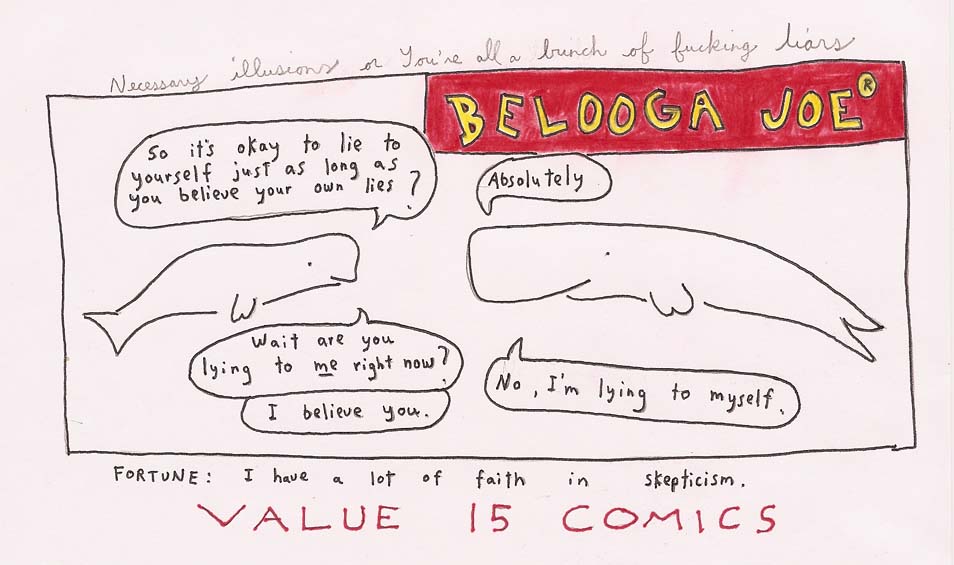 Necessary illusions or You're all a bunch of fucking liars
BELOOGA JOE®
So it's okay to lie to
yourself just as long as
you believe your own lies?
Absolutely
Wait are you
lying to me right now?
No, I'm lying to myself.
I believe you.
FORTUNE: I have a lot of faith in skepticism.
VALUE 15 COMICS